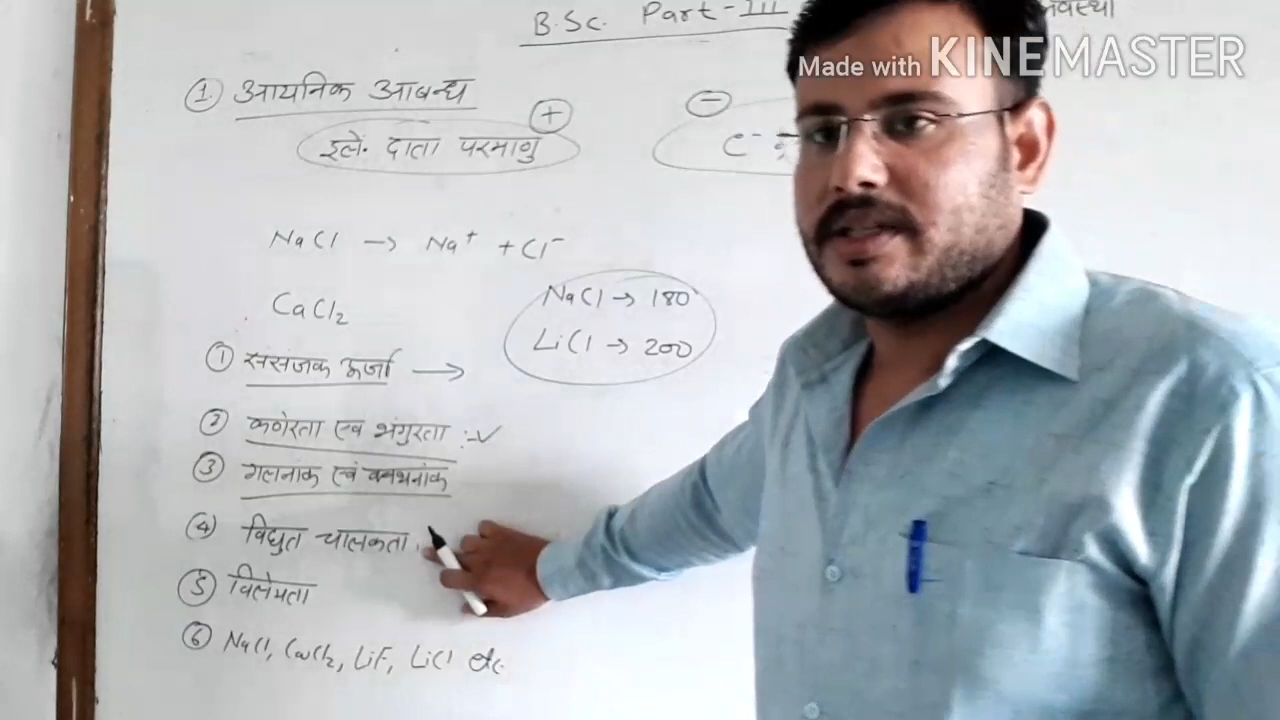 B.Sc. Part-III
Made with KINEMASTER
① आयनिक आबन्ध
+
-
इले. दाता परमाणु
e⁻
NaCl → Na⁺ + Cl⁻
CaCl₂
NaCl → 180
LiCl → 200
① ससंजक ऊर्जा →
② कठोरता एवं भंगुरता :- ✓
③ गलनांक एवं क्वथनांक
④ विद्युत चालकता
⑤ विलेयता
⑥ NaCl, CaCl₂, LiF, LiCl etc.